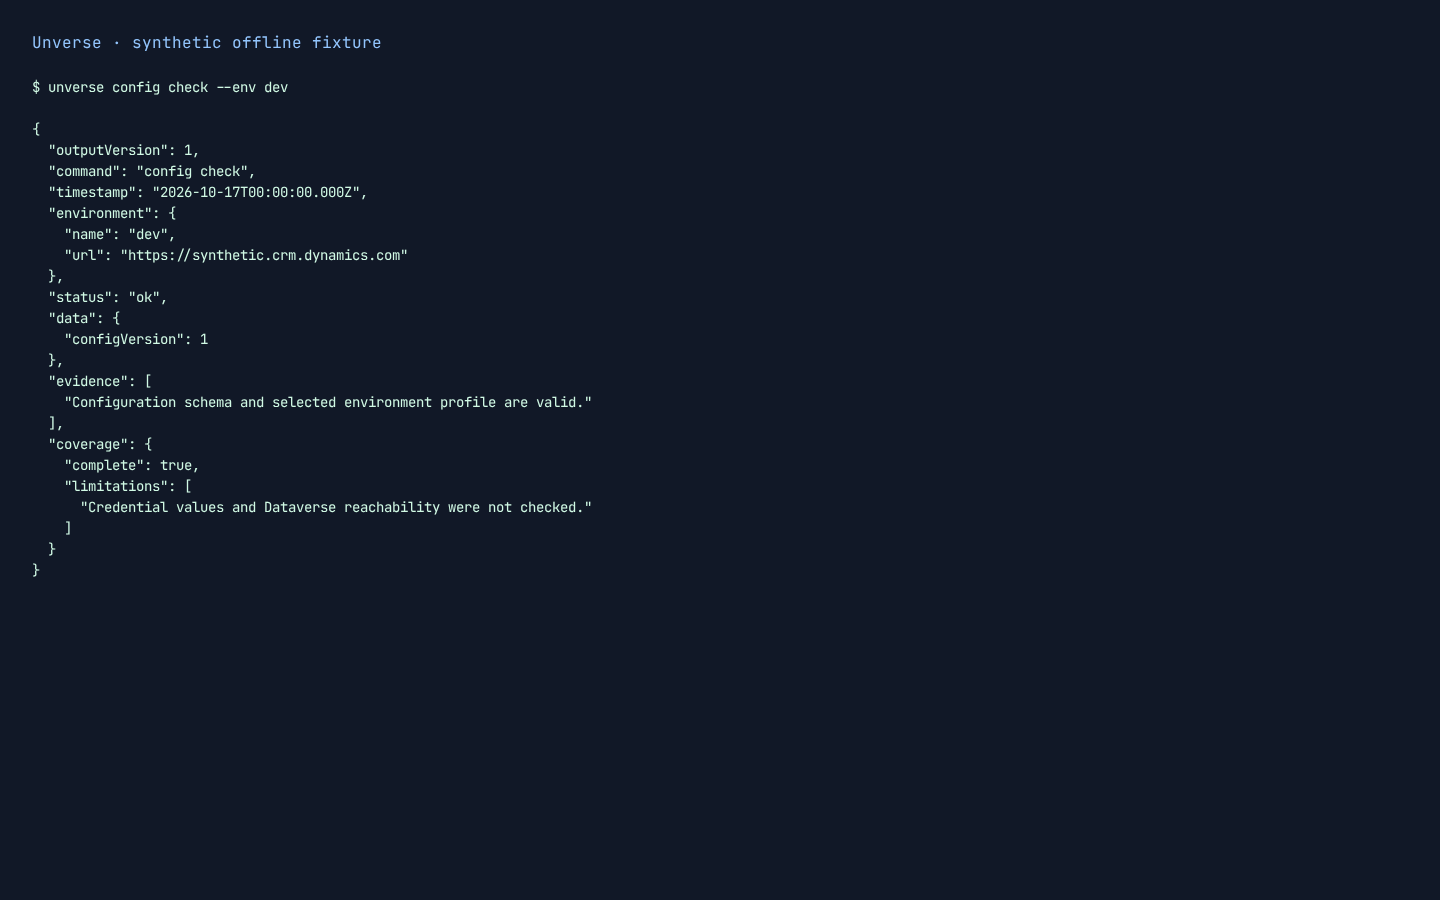 Unverse · synthetic offline fixture
$ unverse config check --env dev
{
  "outputVersion": 1,
  "command": "config check",
  "timestamp": "2026-10-17T00:00:00.000Z",
  "environment": {
    "name": "dev",
    "url": "https://synthetic.crm.dynamics.com"
  },
  "status": "ok",
  "data": {
    "configVersion": 1
  },
  "evidence": [
    "Configuration schema and selected environment profile are valid."
  ],
  "coverage": {
    "complete": true,
    "limitations": [
      "Credential values and Dataverse reachability were not checked."
    ]
  }
}